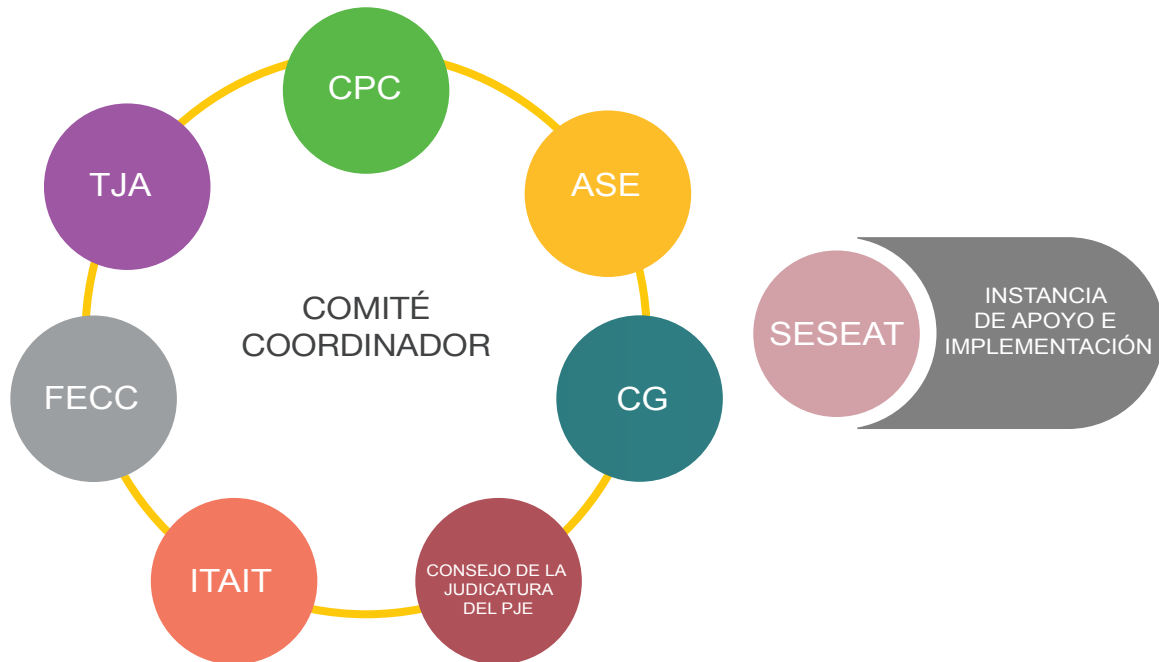 CPC
TJA
ASE
COMITÉ
COORDINADOR
FECC
CG
ITAIT
CONSEJO DE LA
JUDICATURA
DEL PJE
SESEAT
INSTANCIA
DE APOYO E
IMPLEMENTACIÓN